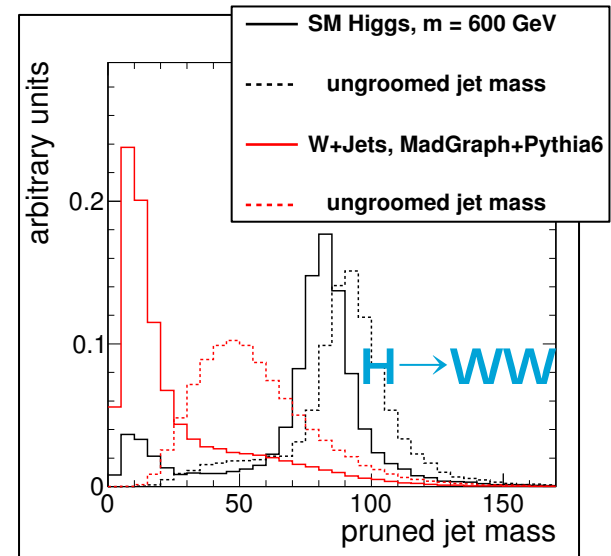 SM Higgs, m = 600 GeV
ungroomed jet mass
W+Jets, MadGraph+Pythia6
ungroomed jet mass
arbitrary units
0.2
0.1
0
H→WW
0 50 100 150
pruned jet mass